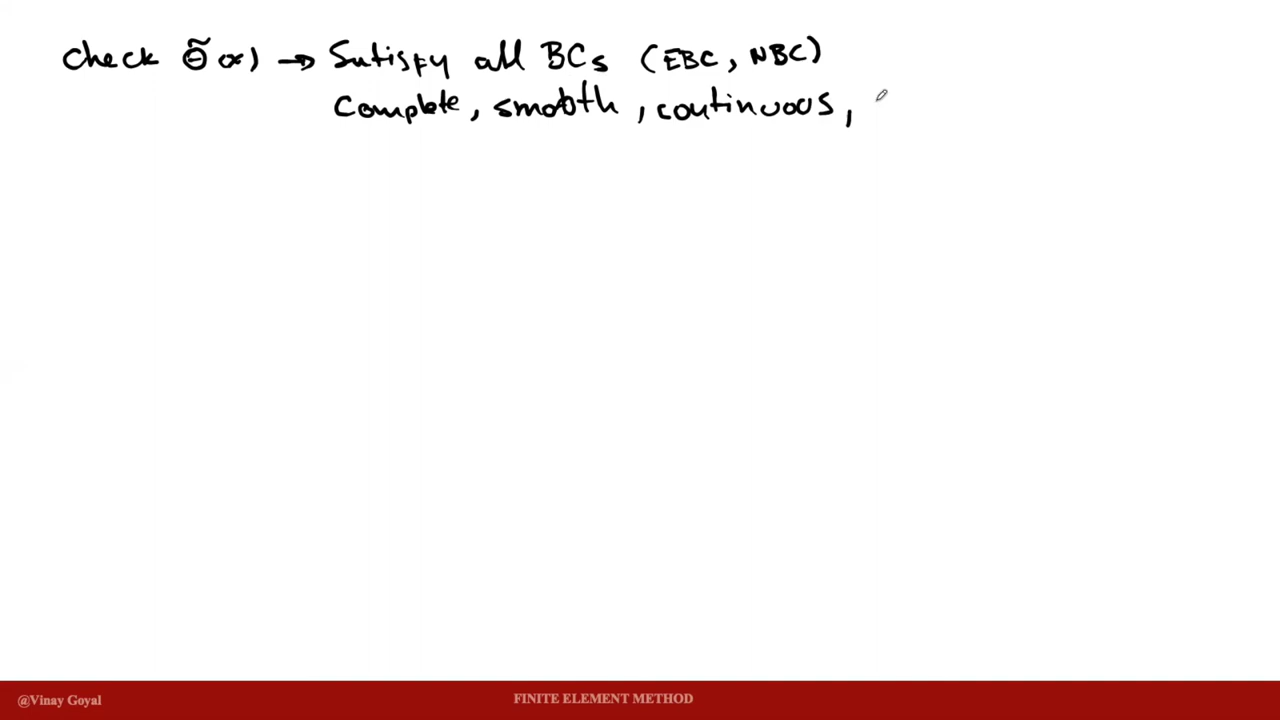 Check Θ̃(x) → Satisfy all BCs (EBC, NBC)
Complete, smooth, continuous,
@Vinay Goyal
FINITE ELEMENT METHOD